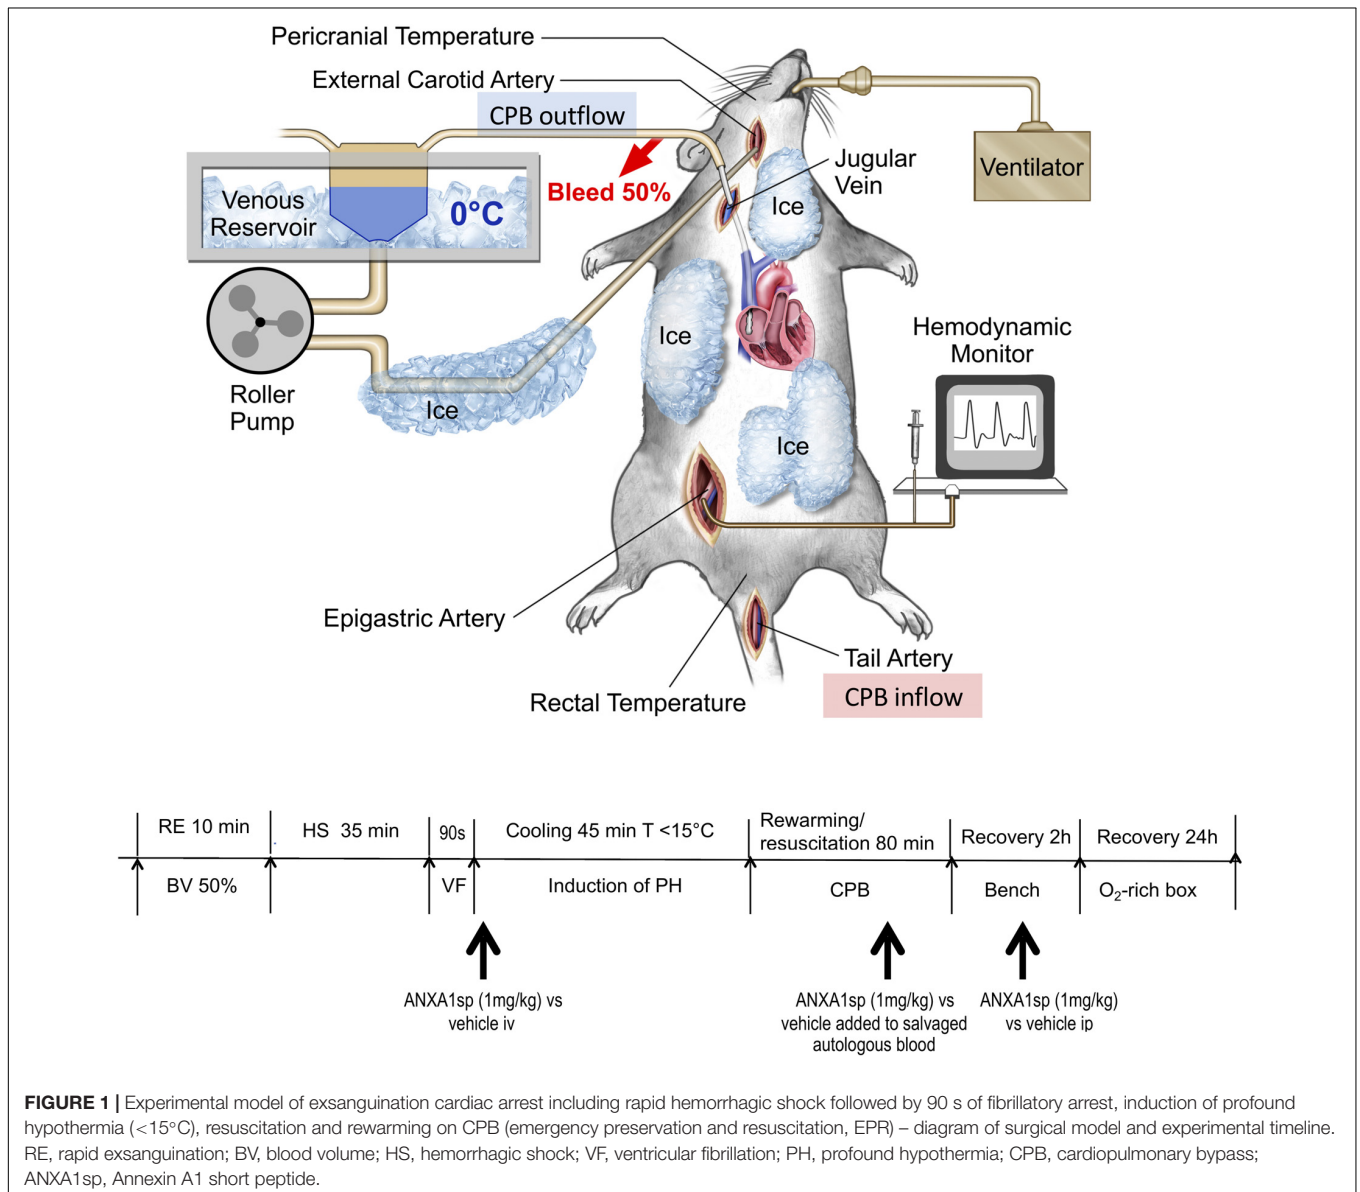 Pericranial Temperature
External Carotid Artery
CPB outflow
Bleed 50%
Jugular
Vein
Ventilator
Venous
Reservoir
0°C
Ice
Ice
Ice
Ice
Roller
Pump
Hemodynamic
Monitor
Epigastric Artery
Rectal Temperature
Tail Artery
CPB inflow
RE 10 min
HS 35 min
90s
Cooling 45 min T <15°C
Rewarming/
resuscitation 80 min
Recovery 2h
Recovery 24h
BV 50%
VF
Induction of PH
CPB
Bench
O₂-rich box
ANXA1sp (1mg/kg) vs
vehicle iv
ANXA1sp (1mg/kg) vs
vehicle added to salvaged
autologous blood
ANXA1sp (1mg/kg)
vs vehicle ip
FIGURE 1 | Experimental model of exsanguination cardiac arrest including rapid hemorrhagic shock followed by 90 s of fibrillatory arrest, induction of profound
hypothermia (<15°C), resuscitation and rewarming on CPB (emergency preservation and resuscitation, EPR) – diagram of surgical model and experimental timeline.
RE, rapid exsanguination; BV, blood volume; HS, hemorrhagic shock; VF, ventricular fibrillation; PH, profound hypothermia; CPB, cardiopulmonary bypass;
ANXA1sp, Annexin A1 short peptide.